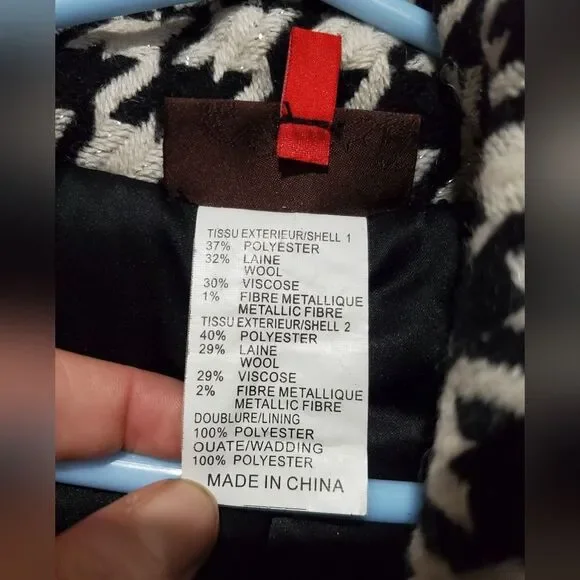 TISSU EXTERIEUR/SHELL 1
37% POLYESTER
32% LAINE
WOOL
30% VISCOSE
1% FIBRE METALLIQUE
METALLIC FIBRE
TISSU EXTERIEUR/SHELL 2
40% POLYESTER
29% LAINE
WOOL
29% VISCOSE
2% FIBRE METALLIQUE
METALLIC FIBRE
DOUBLURE/LINING
100% POLYESTER
OUATE/WADDING
100% POLYESTER
MADE IN CHINA